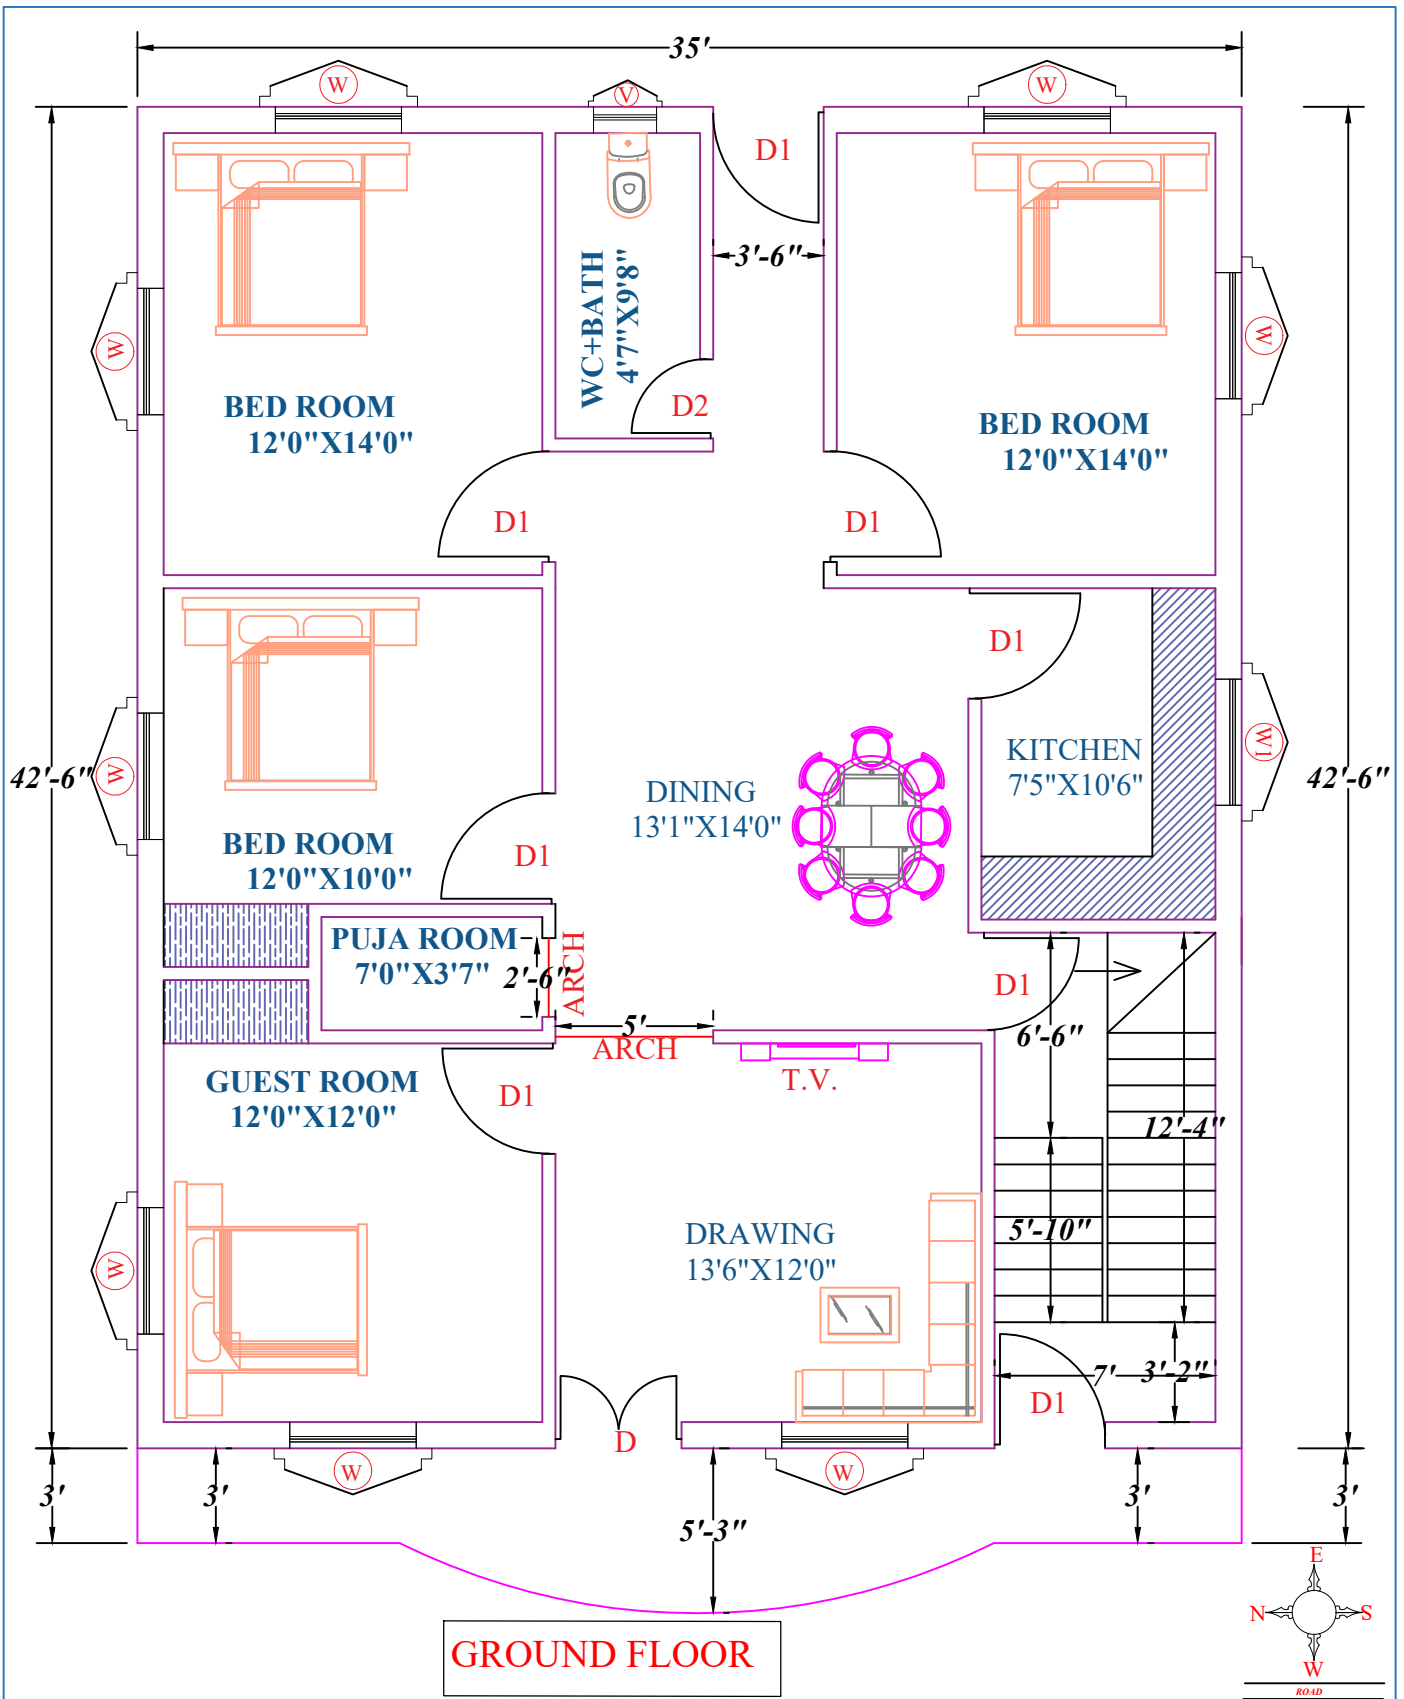 35'
W
V
W
D1
3'-6"
WC+BATH
4'7"X9'8"
W
W
BED ROOM
12'0"X14'0"
D2
BED ROOM
12'0"X14'0"
D1
D1
D1
KITCHEN
7'5"X10'6"
W1
42'-6"
W
DINING
13'1"X14'0"
42'-6"
BED ROOM
12'0"X10'0"
D1
PUJA ROOM
7'0"X3'7"
2'-6"
ARCH
D1
5'
ARCH
6'-6"
T.V.
GUEST ROOM
12'0"X12'0"
D1
12'-4"
W
DRAWING
13'6"X12'0"
5'-10"
7'
3'-2"
D1
D
W
W
3'
3'
5'-3"
3'
3'
E
N
S
W
GROUND FLOOR
ROAD